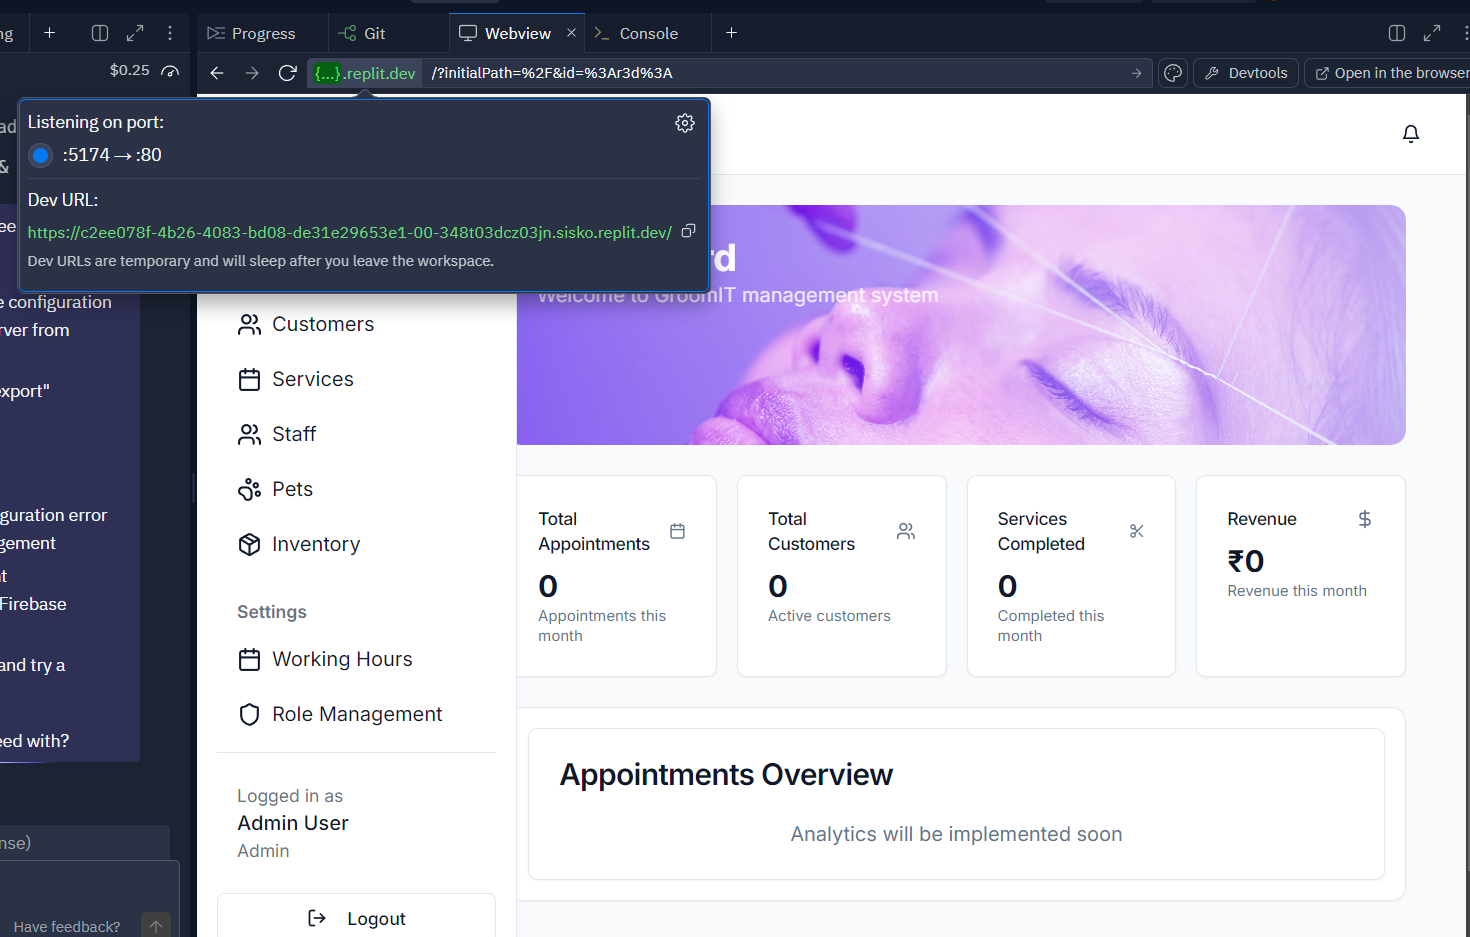 ng
Progress
Git
Webview
Console
$0.25
{...}.replit.dev
/?initialPath=%2F&id=%3Ar3d%3A
Devtools
Open in the browser
ad
&
ee
e configuration
rver from
export"
guration error
gement
nt
Firebase
and try a
eed with?
nse)
Have feedback?
Listening on port:
:5174 → :80
Dev URL:
https://c2ee078f-4b26-4083-bd08-de31e29653e1-00-348t03dcz03jn.sisko.replit.dev/
Dev URLs are temporary and will sleep after you leave the workspace.
rd
Welcome to GroomIT management system
Customers
Services
Staff
Pets
Inventory
Settings
Working Hours
Role Management
Logged in as
Admin User
Admin
Logout
Total
Appointments
0
Appointments this
month
Total
Customers
0
Active customers
Services
Completed
0
Completed this
month
Revenue
₹0
Revenue this month
Appointments Overview
Analytics will be implemented soon